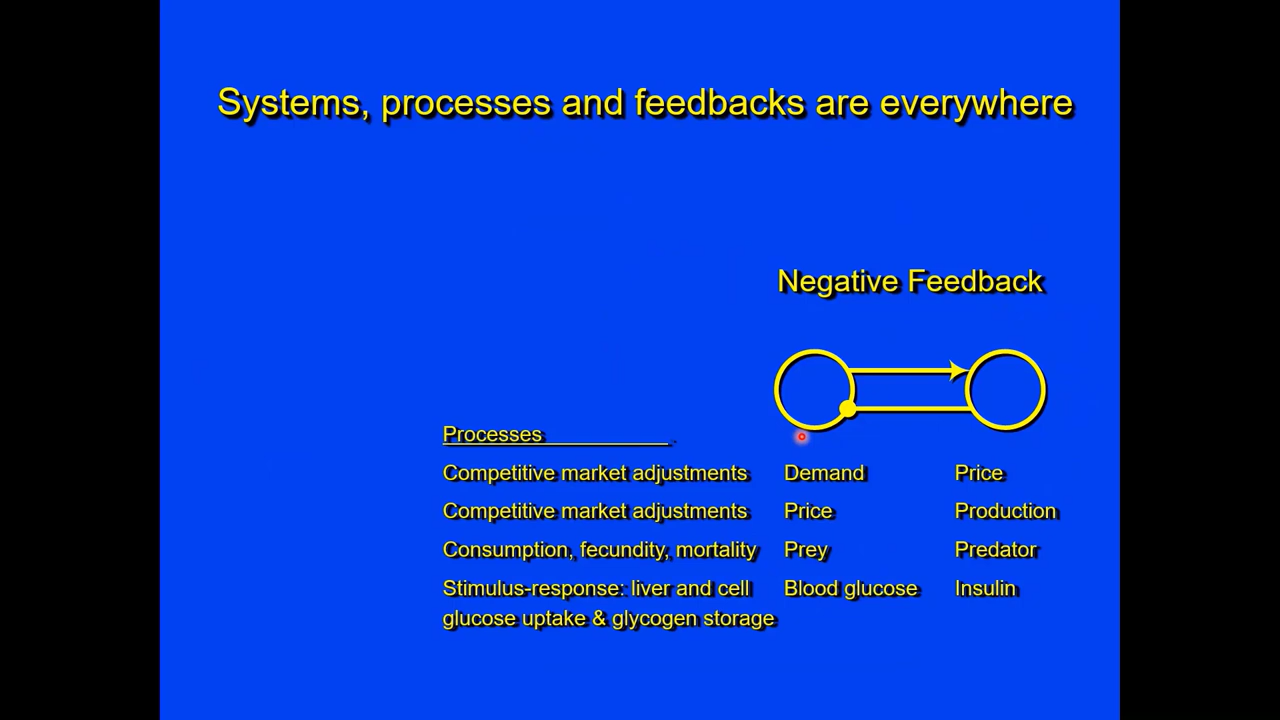 Systems, processes and feedbacks are everywhere
Negative Feedback
Processes
Competitive market adjustments Demand Price
Competitive market adjustments Price Production
Consumption, fecundity, mortality Prey Predator
Stimulus-response: liver and cell Blood glucose Insulin
glucose uptake & glycogen storage